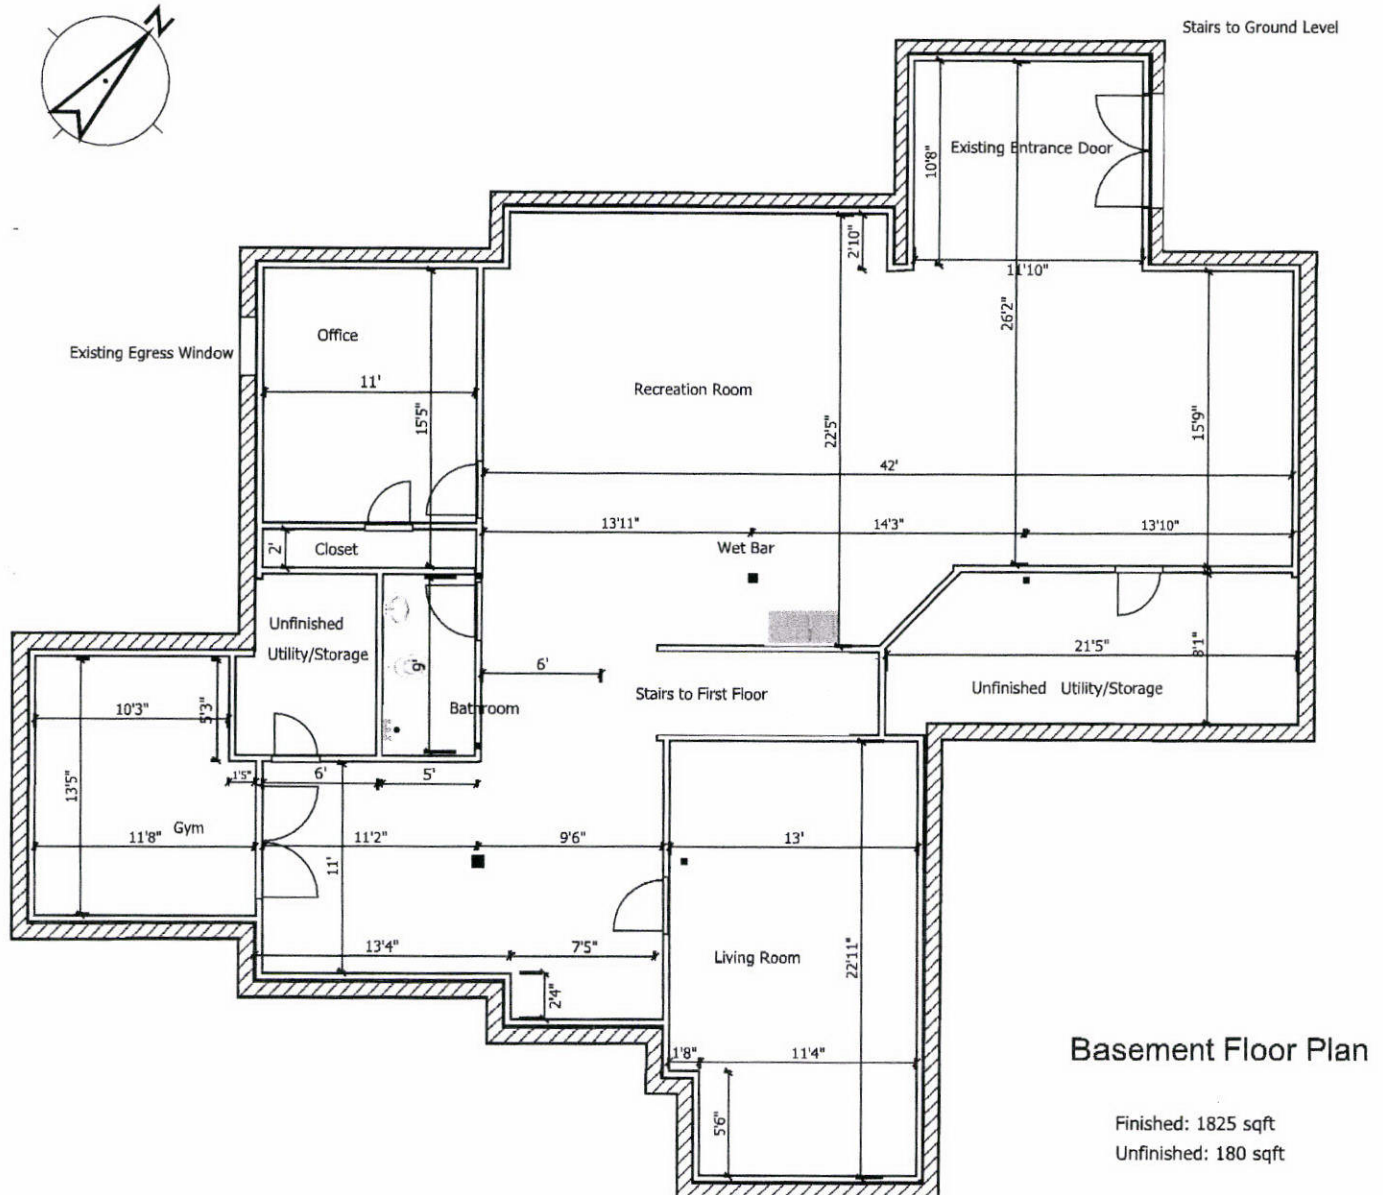 N
Stairs to Ground Level
Existing Entrance Door
10'8"
11'10"
2'10"
26'2"
Office
Existing Egress Window
11'
15'5"
Recreation Room
22'5"
15'9"
42'
13'11"
14'3"
13'10"
2'
Closet
Wet Bar
Unfinished
Utility/Storage
9'
6'
21'5"
8'1"
Stairs to First Floor
Unfinished Utility/Storage
Bathroom
10'3"
5'3"
13'5"
1'5"
6'
5'
Gym
11'8"
11'2"
9'6"
13'
11'
13'4"
7'5"
Living Room
22'11"
2'4"
1'8"
11'4"
5'6"
Basement Floor Plan
Finished: 1825 sqft
Unfinished: 180 sqft